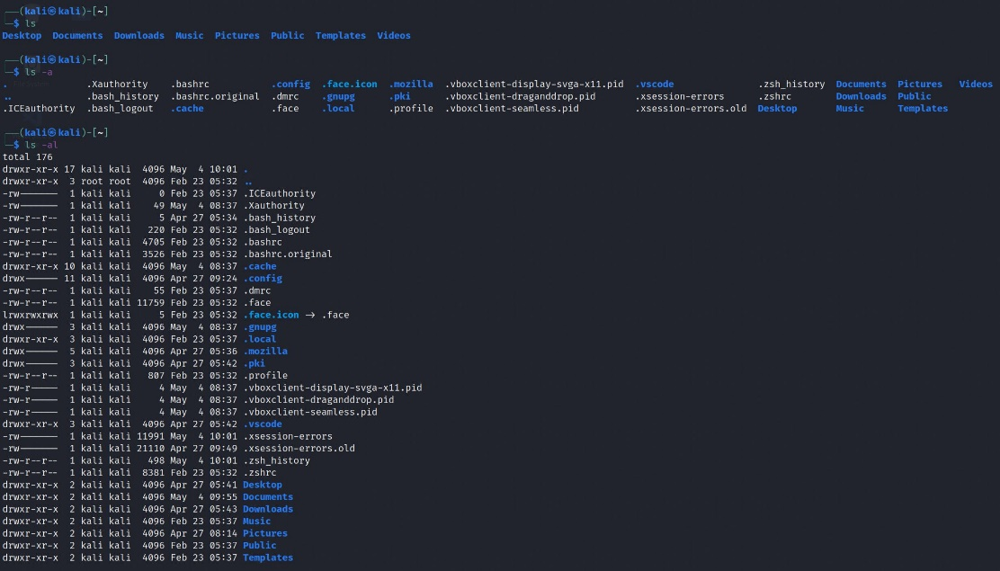 ──(kali㉿kali)-[~]
─$ ls
Desktop Documents Downloads Music Pictures Public Templates Videos
──(kali㉿kali)-[~]
─$ ls -a
. .Xauthority .bashrc .config .face.icon .mozilla .vboxclient-display-svga-x11.pid .vscode .zsh_history Documents Pictures Videos
.. .bash_history .bashrc.original .dmrc .gnupg .pki .vboxclient-draganddrop.pid .xsession-errors .zshrc Downloads Public
.ICEauthority .bash_logout .cache .face .local .profile .vboxclient-seamless.pid .xsession-errors.old Desktop Music Templates
──(kali㉿kali)-[~]
─$ ls -al
total 176
drwxr-xr-x 17 kali kali 4096 May 4 10:01 .
drwxr-xr-x 3 root root 4096 Feb 23 05:32 ..
-rw------- 1 kali kali 0 Feb 23 05:37 .ICEauthority
-rw------- 1 kali kali 49 May 4 08:37 .Xauthority
-rw-r--r-- 1 kali kali 5 Apr 27 05:34 .bash_history
-rw-r--r-- 1 kali kali 220 Feb 23 05:32 .bash_logout
-rw-r--r-- 1 kali kali 4705 Feb 23 05:32 .bashrc
-rw-r--r-- 1 kali kali 3526 Feb 23 05:32 .bashrc.original
drwxr-xr-x 10 kali kali 4096 May 4 08:37 .cache
drwx------ 11 kali kali 4096 Apr 27 09:24 .config
-rw-r--r-- 1 kali kali 55 Feb 23 05:37 .dmrc
-rw-r--r-- 1 kali kali 11759 Feb 23 05:32 .face
lrwxrwxrwx 1 kali kali 5 Feb 23 05:32 .face.icon -> .face
drwx------ 3 kali kali 4096 May 4 08:37 .gnupg
drwxr-xr-x 3 kali kali 4096 Feb 23 05:37 .local
drwx------ 5 kali kali 4096 Apr 27 05:36 .mozilla
drwx------ 3 kali kali 4096 Apr 27 05:42 .pki
-rw-r--r-- 1 kali kali 807 Feb 23 05:32 .profile
-rw-r----- 1 kali kali 4 May 4 08:37 .vboxclient-display-svga-x11.pid
-rw-r----- 1 kali kali 4 May 4 08:37 .vboxclient-draganddrop.pid
-rw-r----- 1 kali kali 4 May 4 08:37 .vboxclient-seamless.pid
drwxr-xr-x 3 kali kali 4096 Apr 27 05:42 .vscode
-rw------- 1 kali kali 11991 May 4 10:01 .xsession-errors
-rw------- 1 kali kali 21110 Apr 27 09:49 .xsession-errors.old
-rw------- 1 kali kali 498 May 4 10:01 .zsh_history
-rw-r--r-- 1 kali kali 8381 Feb 23 05:32 .zshrc
drwxr-xr-x 2 kali kali 4096 Apr 27 05:41 Desktop
drwxr-xr-x 2 kali kali 4096 May 4 09:55 Documents
drwxr-xr-x 2 kali kali 4096 Apr 27 05:43 Downloads
drwxr-xr-x 2 kali kali 4096 Feb 23 05:37 Music
drwxr-xr-x 2 kali kali 4096 Apr 27 08:14 Pictures
drwxr-xr-x 2 kali kali 4096 Feb 23 05:37 Public
drwxr-xr-x 2 kali kali 4096 Feb 23 05:37 Templates